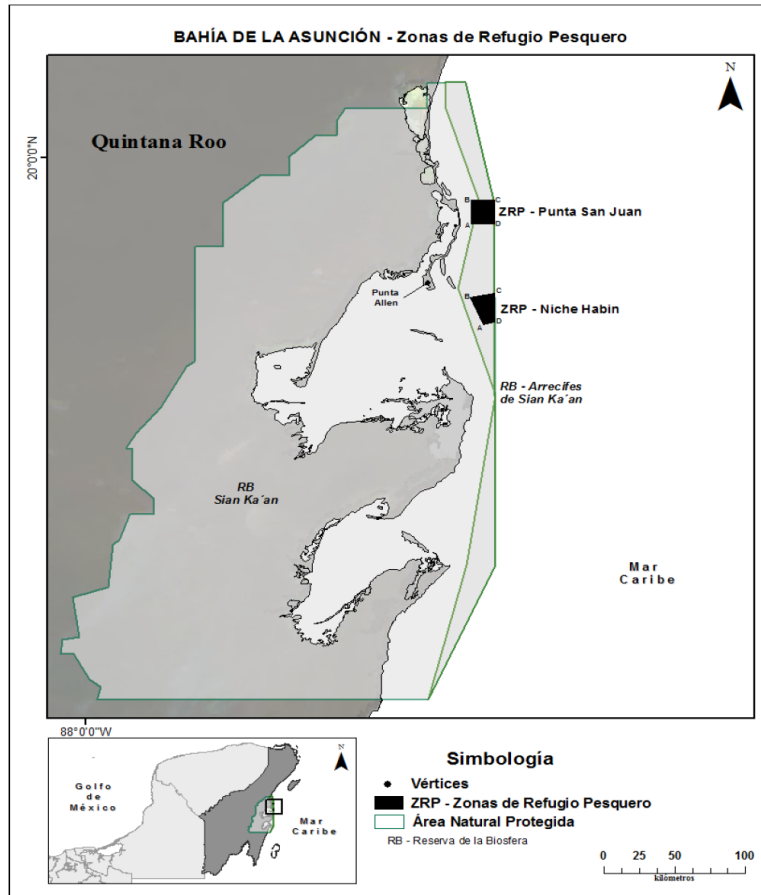 BAHÍA DE LA ASUNCIÓN - Zonas de Refugio Pesquero
N
Quintana Roo
20°0'0"N
B
C
ZRP - Punta San Juan
A
D
Punta
Allen
B
C
ZRP - Niche Habin
A
D
RB - Arrecifes
de Sian Ka´an
RB
Sian Ka´an
Mar
Caribe
88°0'0"W
N
Golfo
de
México
Mar
Caribe
Simbología
Vértices
ZRP - Zonas de Refugio Pesquero
Área Natural Protegida
RB - Reserva de la Biosfera
0 25 50 100
kilómetros